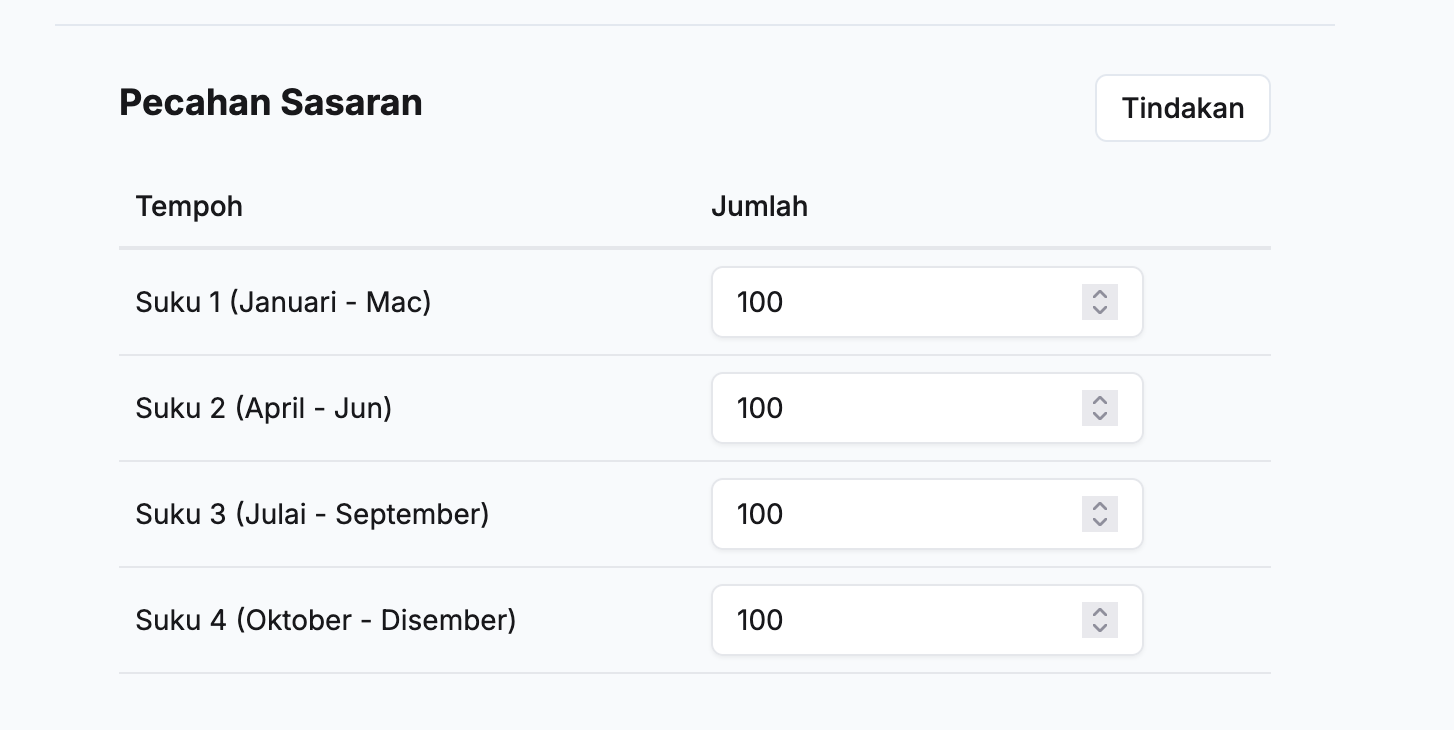 Pecahan Sasaran
Tindakan
Tempoh Jumlah
Suku 1 (Januari - Mac) 100
Suku 2 (April - Jun) 100
Suku 3 (Julai - September) 100
Suku 4 (Oktober - Disember) 100